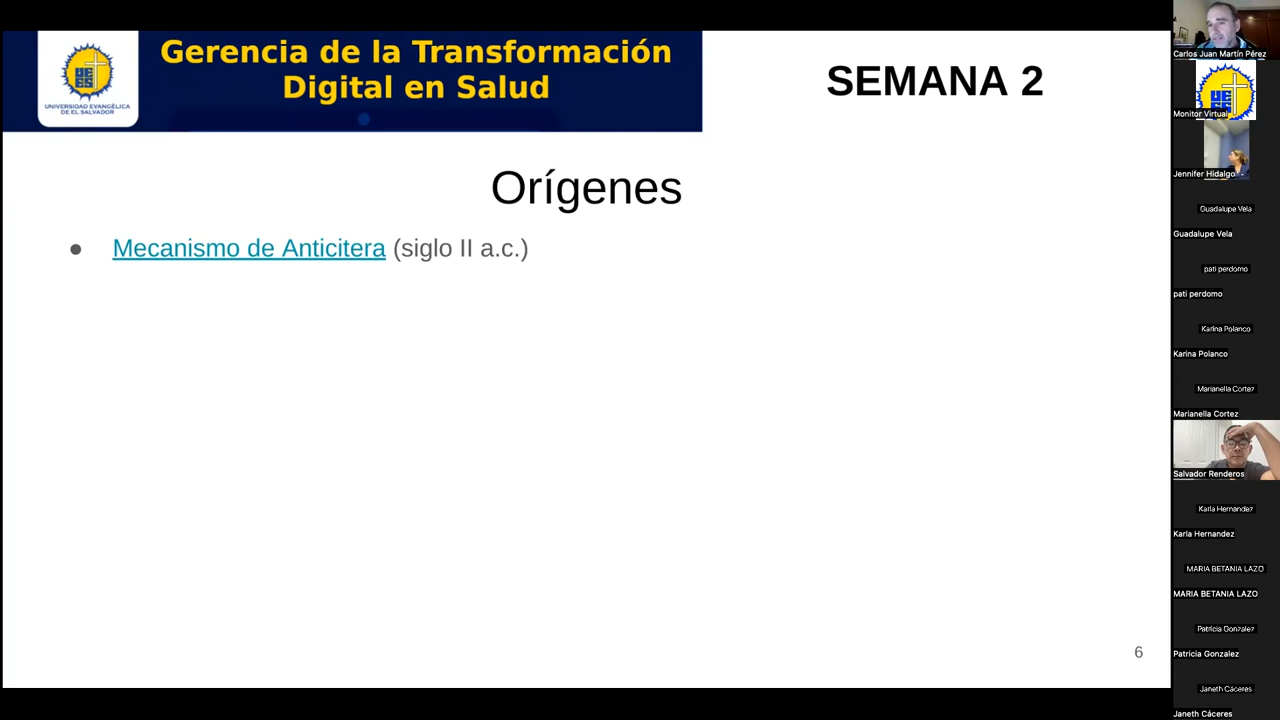 Gerencia de la Transformación
Digital en Salud
UNIVERSIDAD EVANGÉLICA
DE EL SALVADOR
SEMANA 2
Orígenes
● Mecanismo de Anticitera (siglo II a.c.)
6
Carlos Juan Martín Pérez
UEES
Monitor Virtual
Jennifer Hidalgo
Guadalupe Vela
Guadalupe Vela
pati perdomo
pati perdomo
Karina Polanco
Karina Polanco
Marianella Cortez
Marianella Cortez
Salvador Renderos
Karla Hernandez
Karla Hernandez
MARIA BETANIA LAZO
MARIA BETANIA LAZO
Patricia Gonzalez
Patricia Gonzalez
Janeth Cáceres
Janeth Cáceres